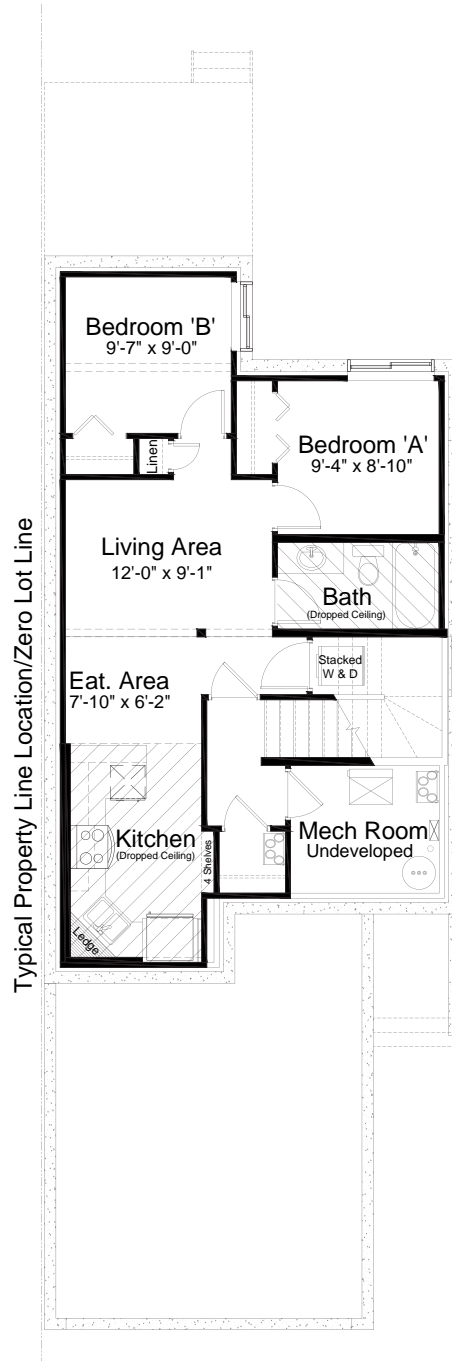 Bedroom 'B'
9'-7" x 9'-0"
Linen
Bedroom 'A'
9'-4" x 8'-10"
Living Area
12'-0" x 9'-1"
Bath
(Dropped Ceiling)
Stacked
W & D
Eat. Area
7'-10" x 6'-2"
Kitchen
(Dropped Ceiling)
4 Shelves
Mech Room
Undeveloped
Ledge
Typical Property Line Location/Zero Lot Line